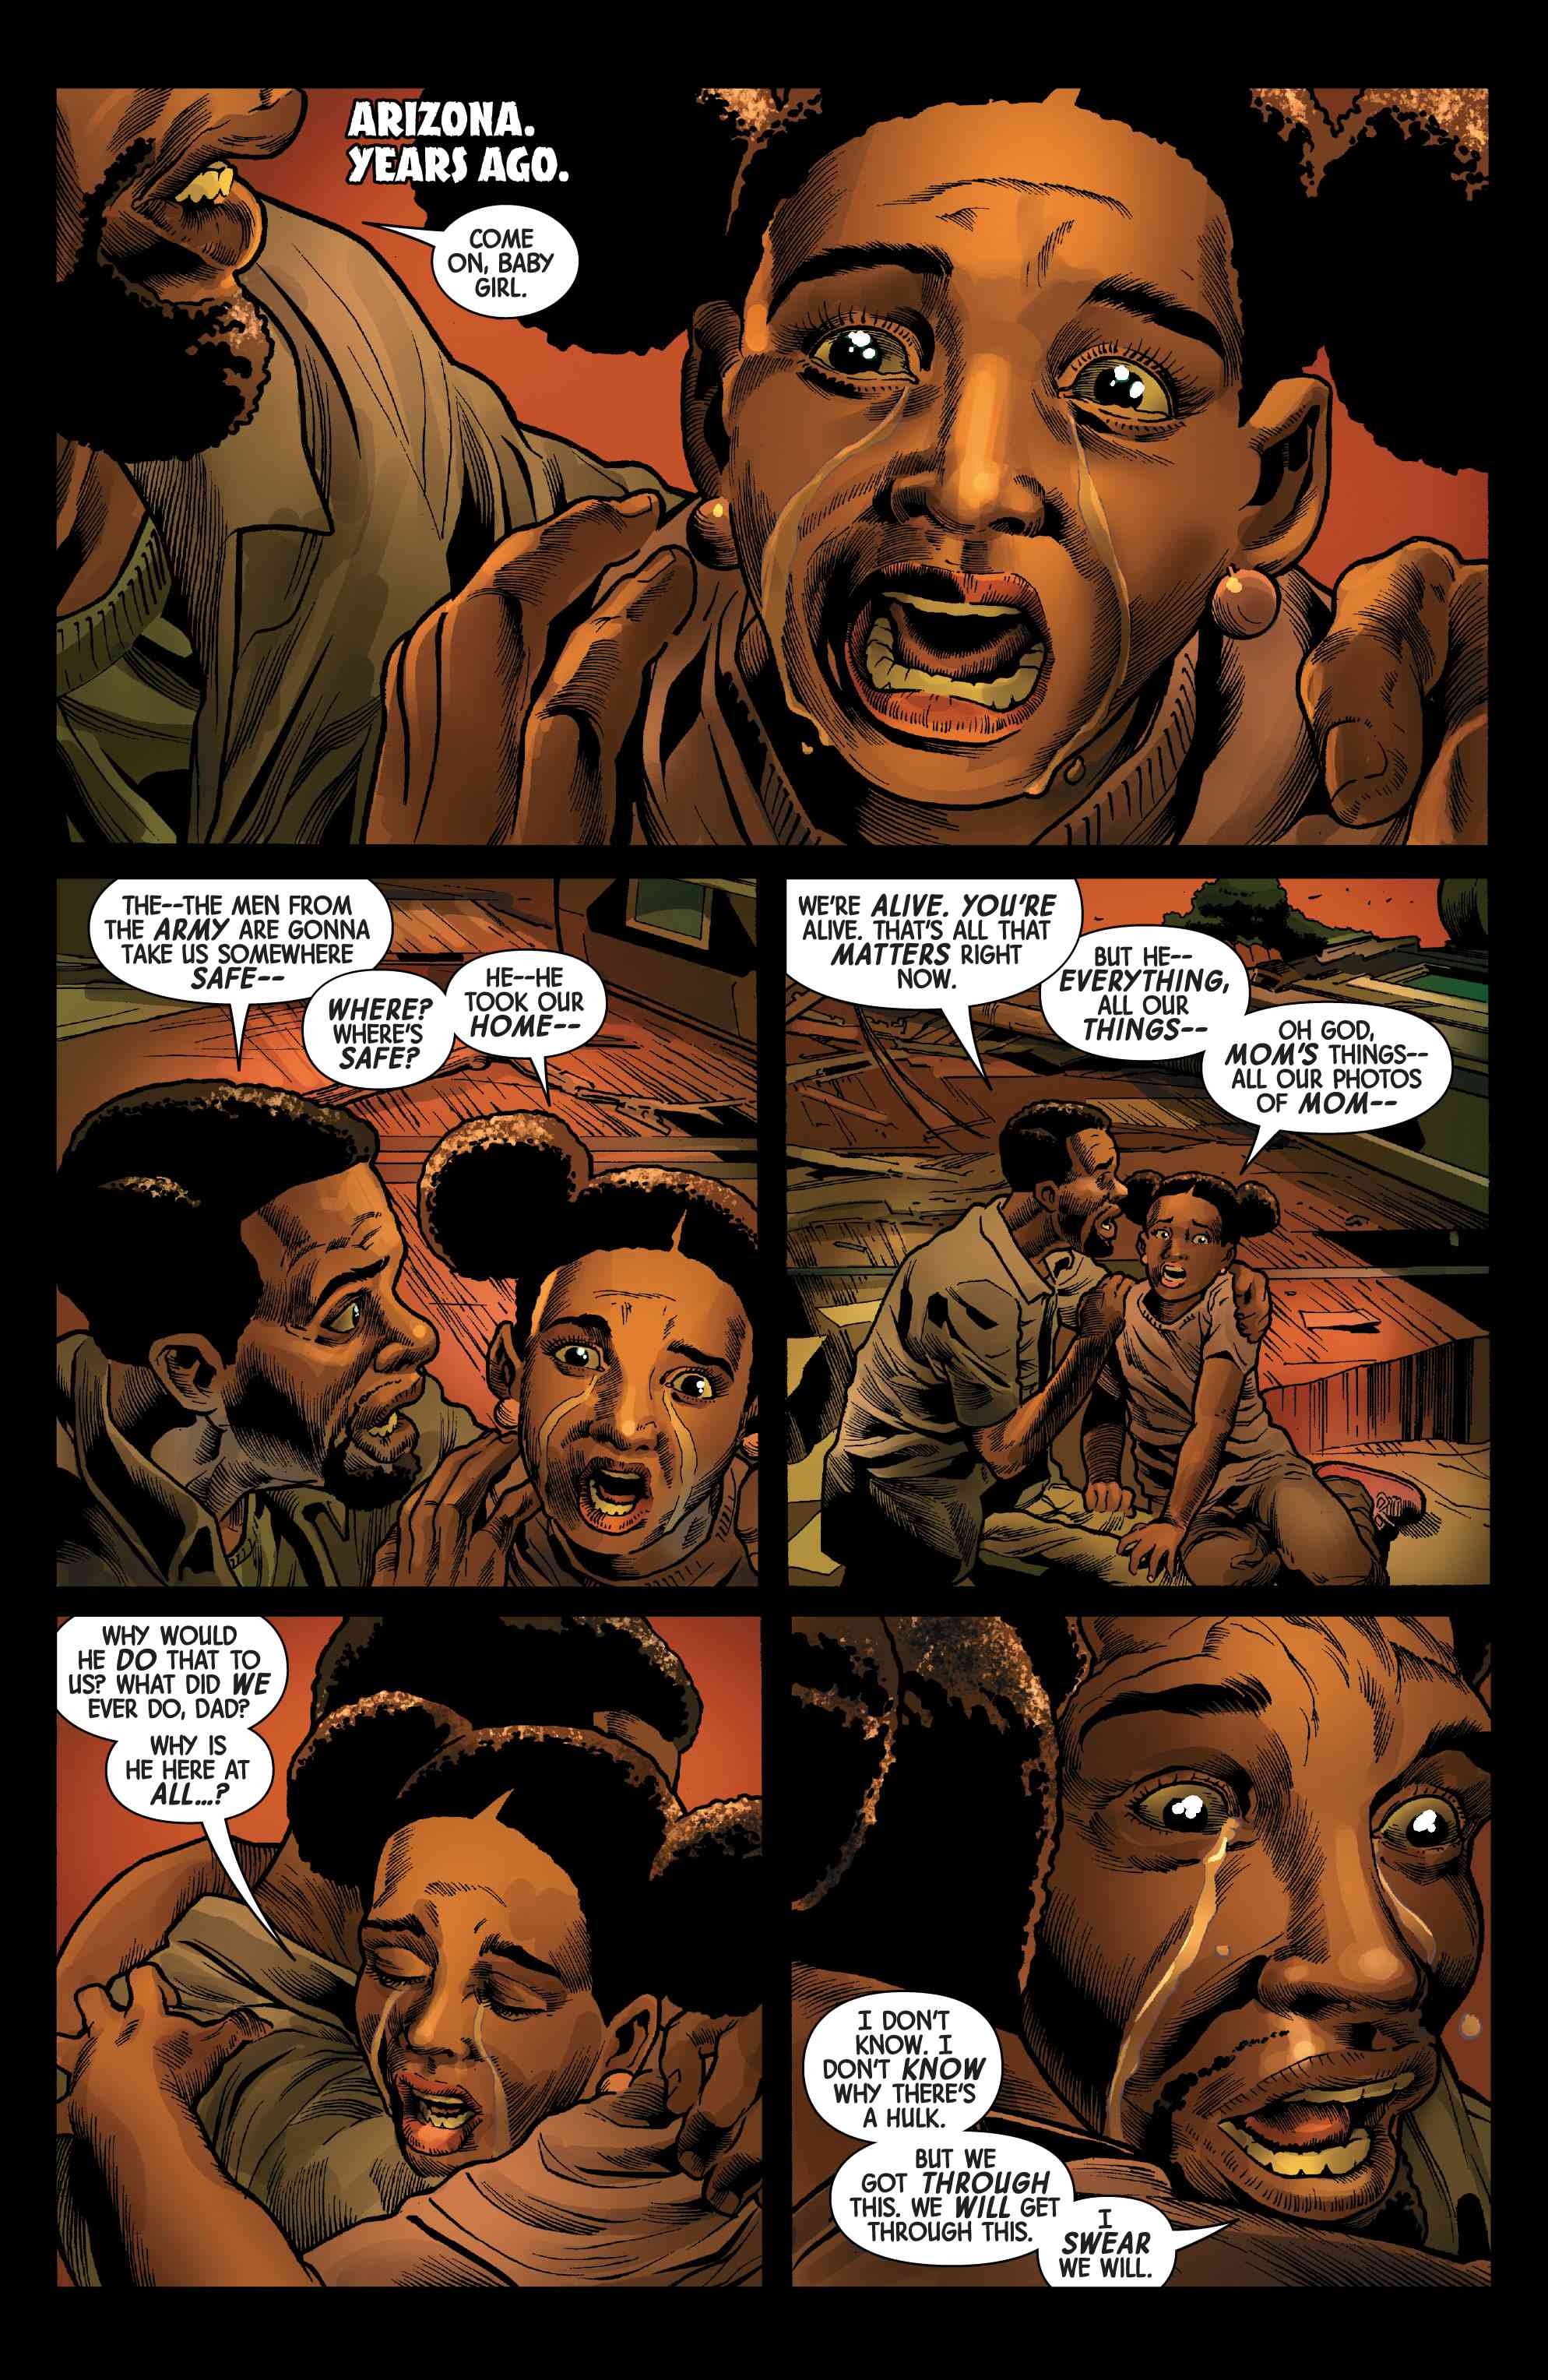 ARIZONA.
YEARS AGO.
COME
ON, BABY
GIRL.
THE--THE MEN FROM
THE ARMY ARE GONNA
TAKE US SOMEWHERE
SAFE--
WHERE?
WHERE'S
SAFE?
HE--HE
TOOK OUR
HOME--
WE'RE ALIVE. YOU'RE
ALIVE. THAT'S ALL THAT
MATTERS RIGHT
NOW.
BUT HE--
EVERYTHING,
ALL OUR
THINGS--
OH GOD,
MOM'S THINGS--
ALL OUR PHOTOS
OF MOM--
WHY WOULD
HE DO THAT TO
US? WHAT DID WE
EVER DO, DAD?
WHY IS
HE HERE AT
ALL...?
I DON'T
KNOW. I
DON'T KNOW
WHY THERE'S
A HULK.
BUT WE
GOT THROUGH
THIS. WE WILL GET
THROUGH THIS.
I
SWEAR
WE WILL.